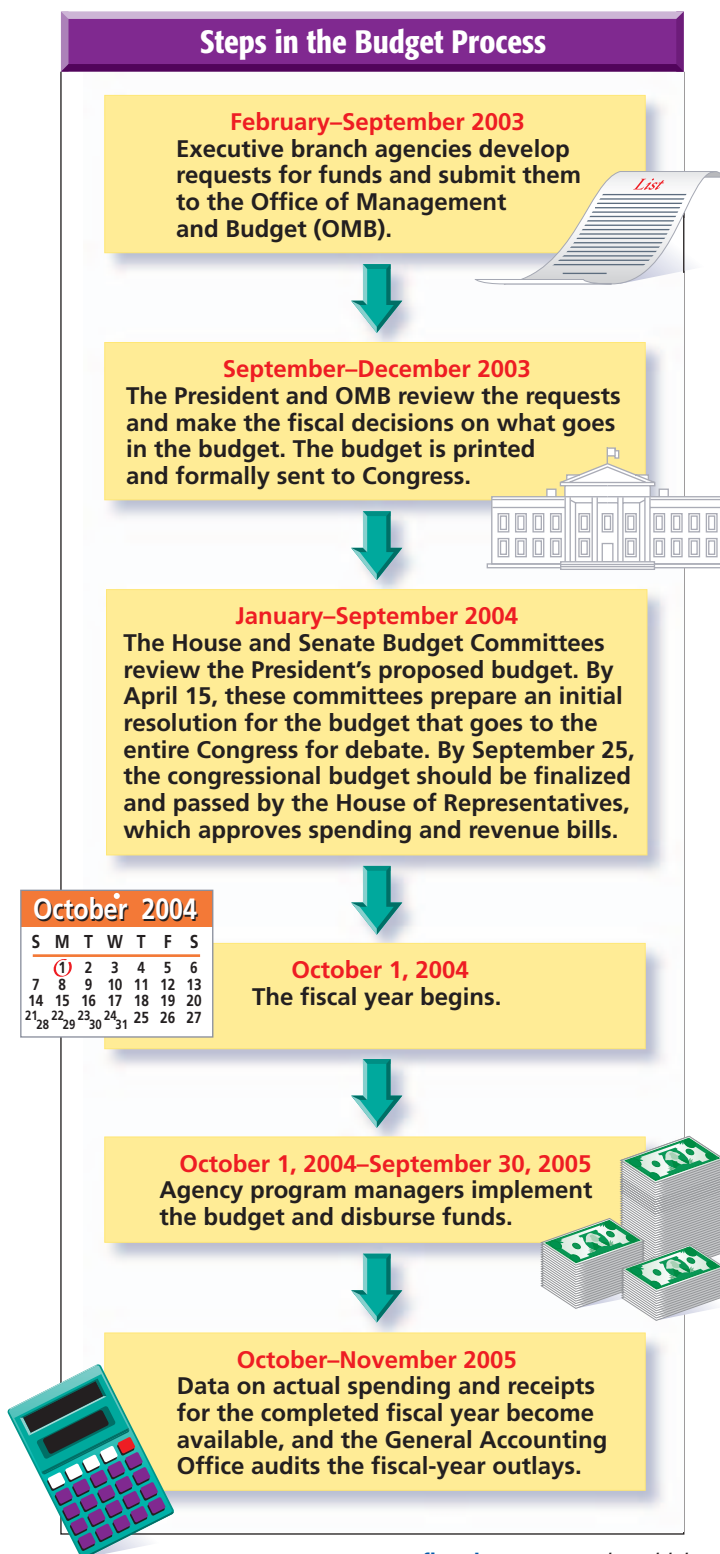 Steps in the Budget Process
February–September 2003
Executive branch agencies develop
requests for funds and submit them
to the Office of Management
and Budget (OMB).
List
September–December 2003
The President and OMB review the requests
and make the fiscal decisions on what goes
in the budget. The budget is printed
and formally sent to Congress.
January–September 2004
The House and Senate Budget Committees
review the President’s proposed budget. By
April 15, these committees prepare an initial
resolution for the budget that goes to the
entire Congress for debate. By September 25,
the congressional budget should be finalized
and passed by the House of Representatives,
which approves spending and revenue bills.
October 2004
S M T W T F S
1 2 3 4 5 6
7 8 9 10 11 12 13
14 15 16 17 18 19 20
21 28 22 29 23 30 24 31 25 26 27
October 1, 2004
The fiscal year begins.
October 1, 2004–September 30, 2005
Agency program managers implement
the budget and disburse funds.
October–November 2005
Data on actual spending and receipts
for the completed fiscal year become
available, and the General Accounting
Office audits the fiscal-year outlays.